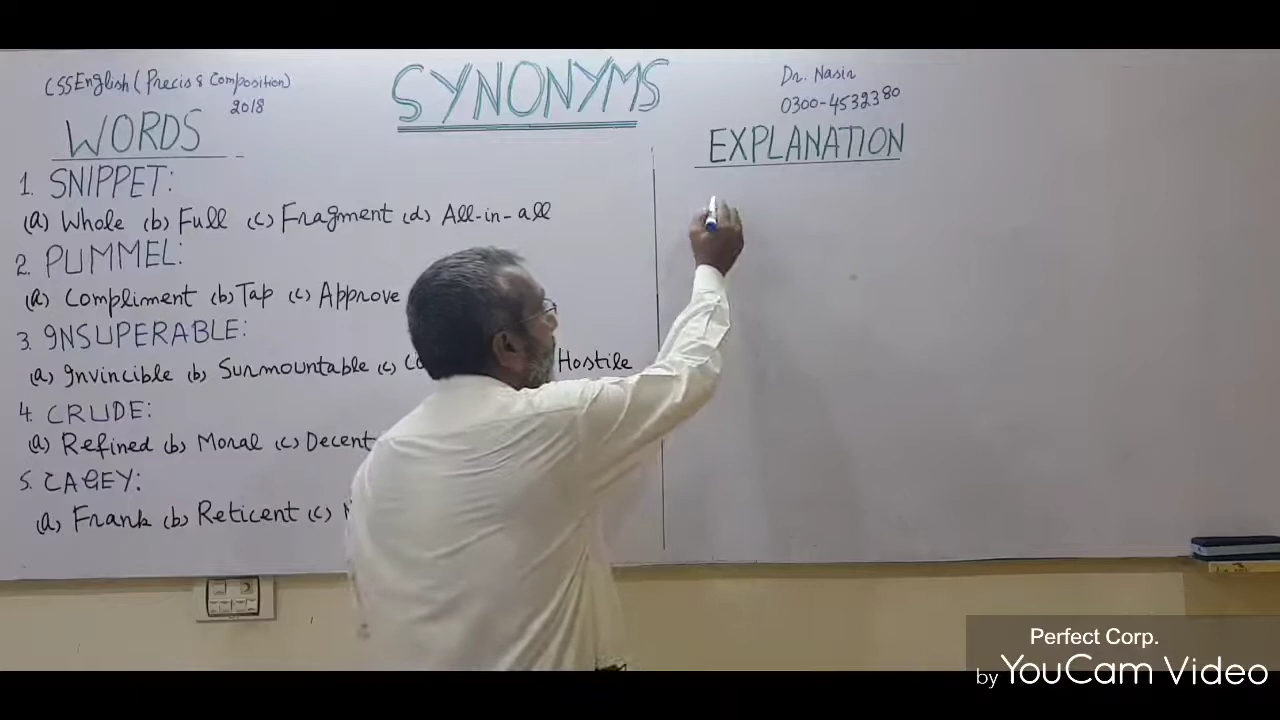 CSS English (Precis & Composition)
2018
SYNONYMS
Dr. Nasir
0300-4532380
WORDS
EXPLANATION
1. SNIPPET:
(a) Whole (b) Full (c) Fragment (d) All-in-all
2. PUMMEL:
(a) Compliment (b) Tap (c) Approve
3. INSUPERABLE:
(a) Invincible (b) Surmountable (c) Hostile
4. CRUDE:
(a) Refined (b) Moral (c) Decent
5. CAGEY:
(a) Frank (b) Reticent (c)
Perfect Corp.
by YouCam Video